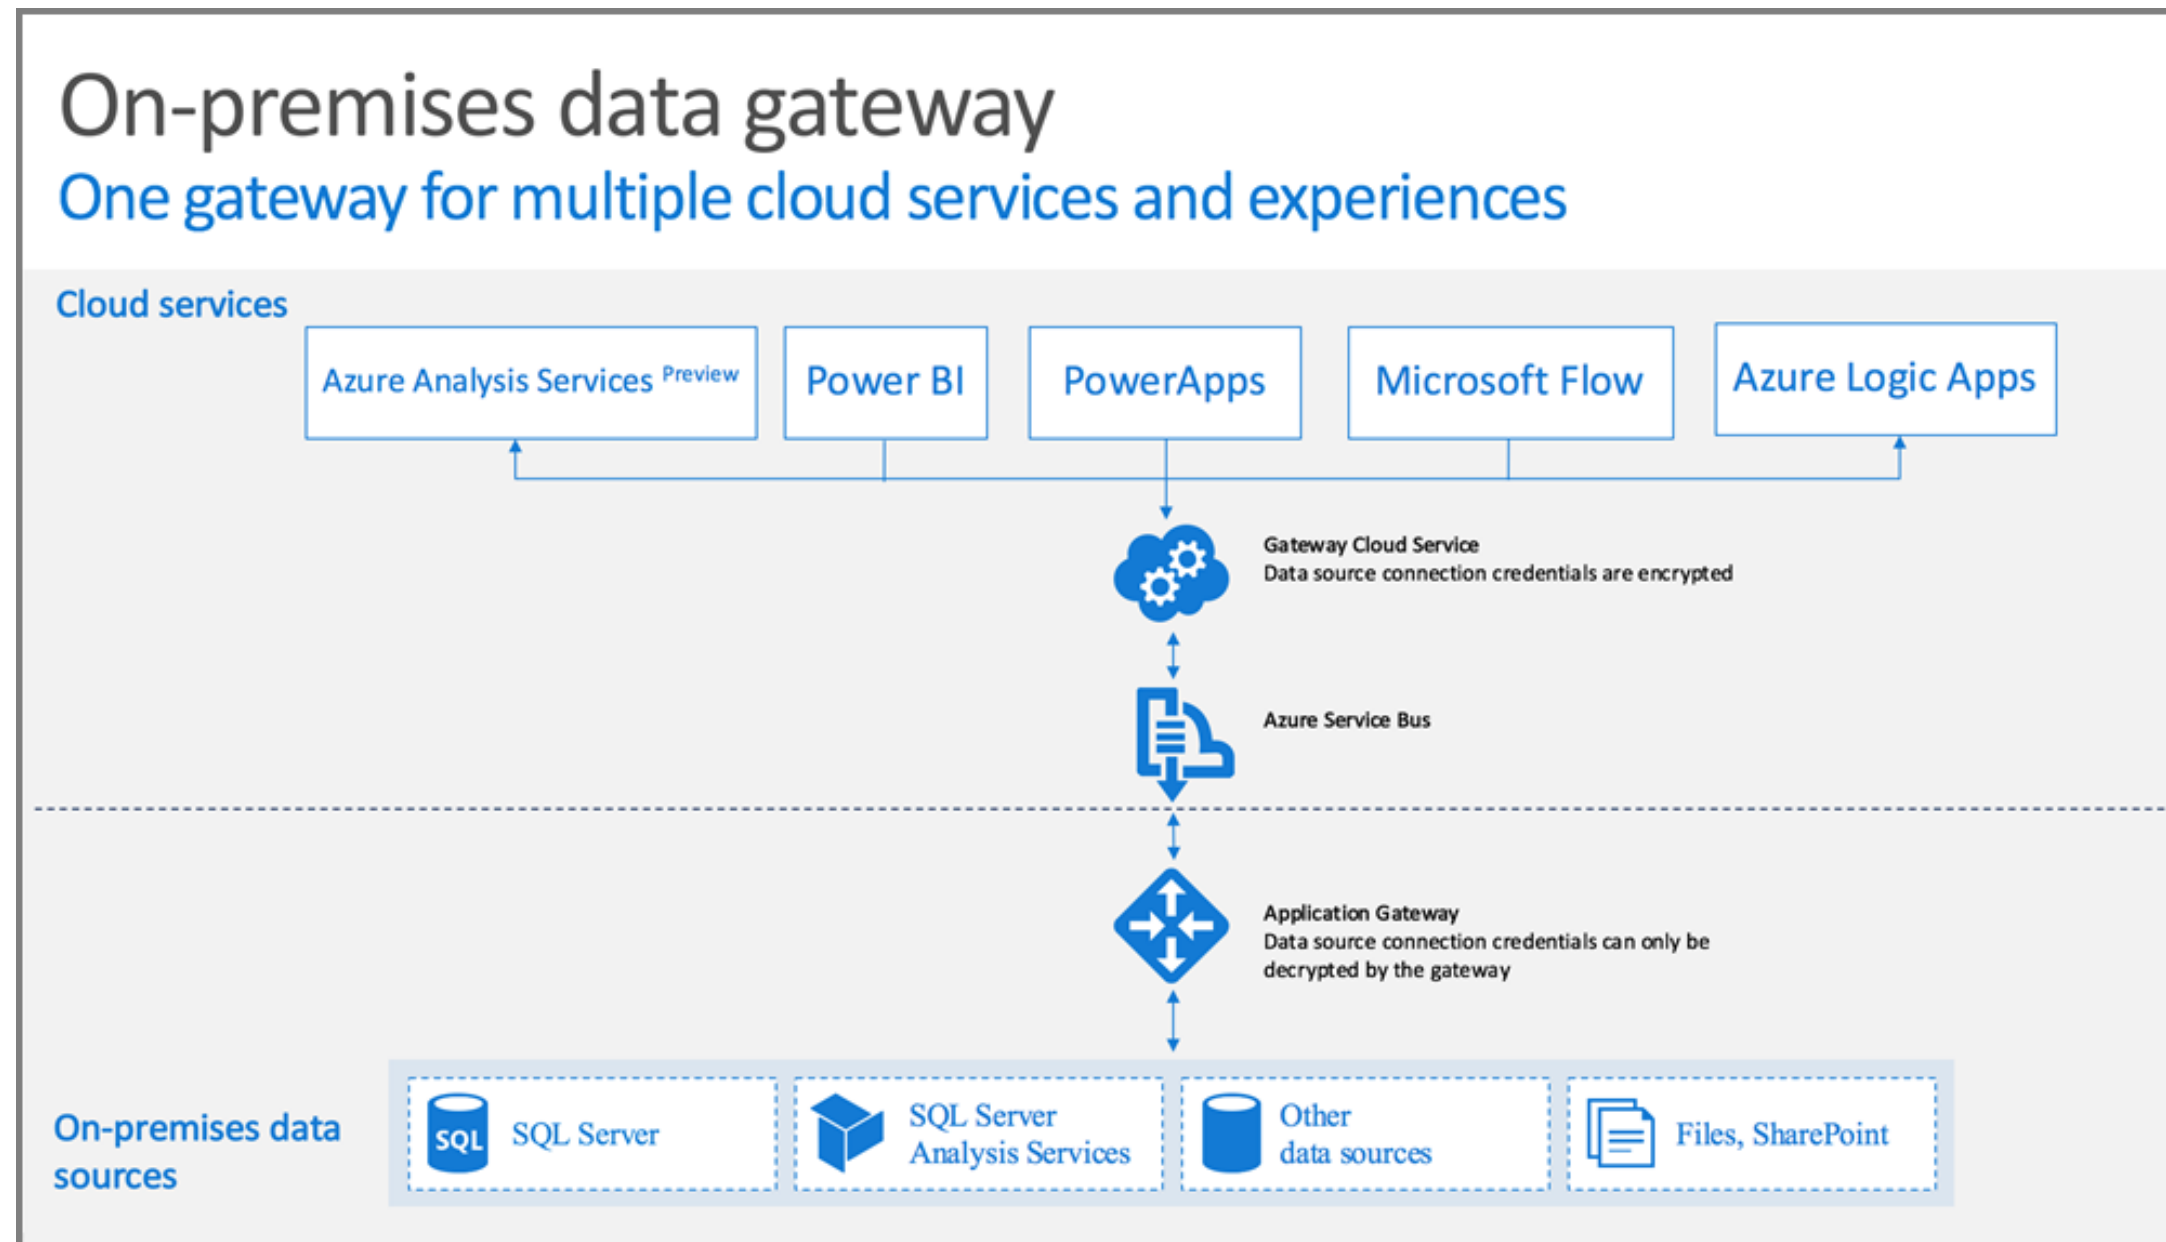 On-premises data gateway
One gateway for multiple cloud services and experiences
Cloud services
Azure Analysis Services Preview
Power BI
PowerApps
Microsoft Flow
Azure Logic Apps
Gateway Cloud Service
Data source connection credentials are encrypted
Azure Service Bus
Application Gateway
Data source connection credentials can only be
decrypted by the gateway
On-premises data
sources
SQL
SQL Server
SQL Server
Analysis Services
Other
data sources
Files, SharePoint